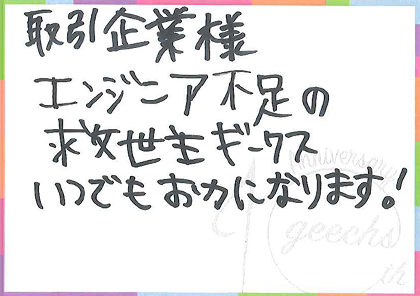 取引企業様
エンジニア不足の
救世主ギークス
いつでもお力になります!
Anniversary
geechs
th